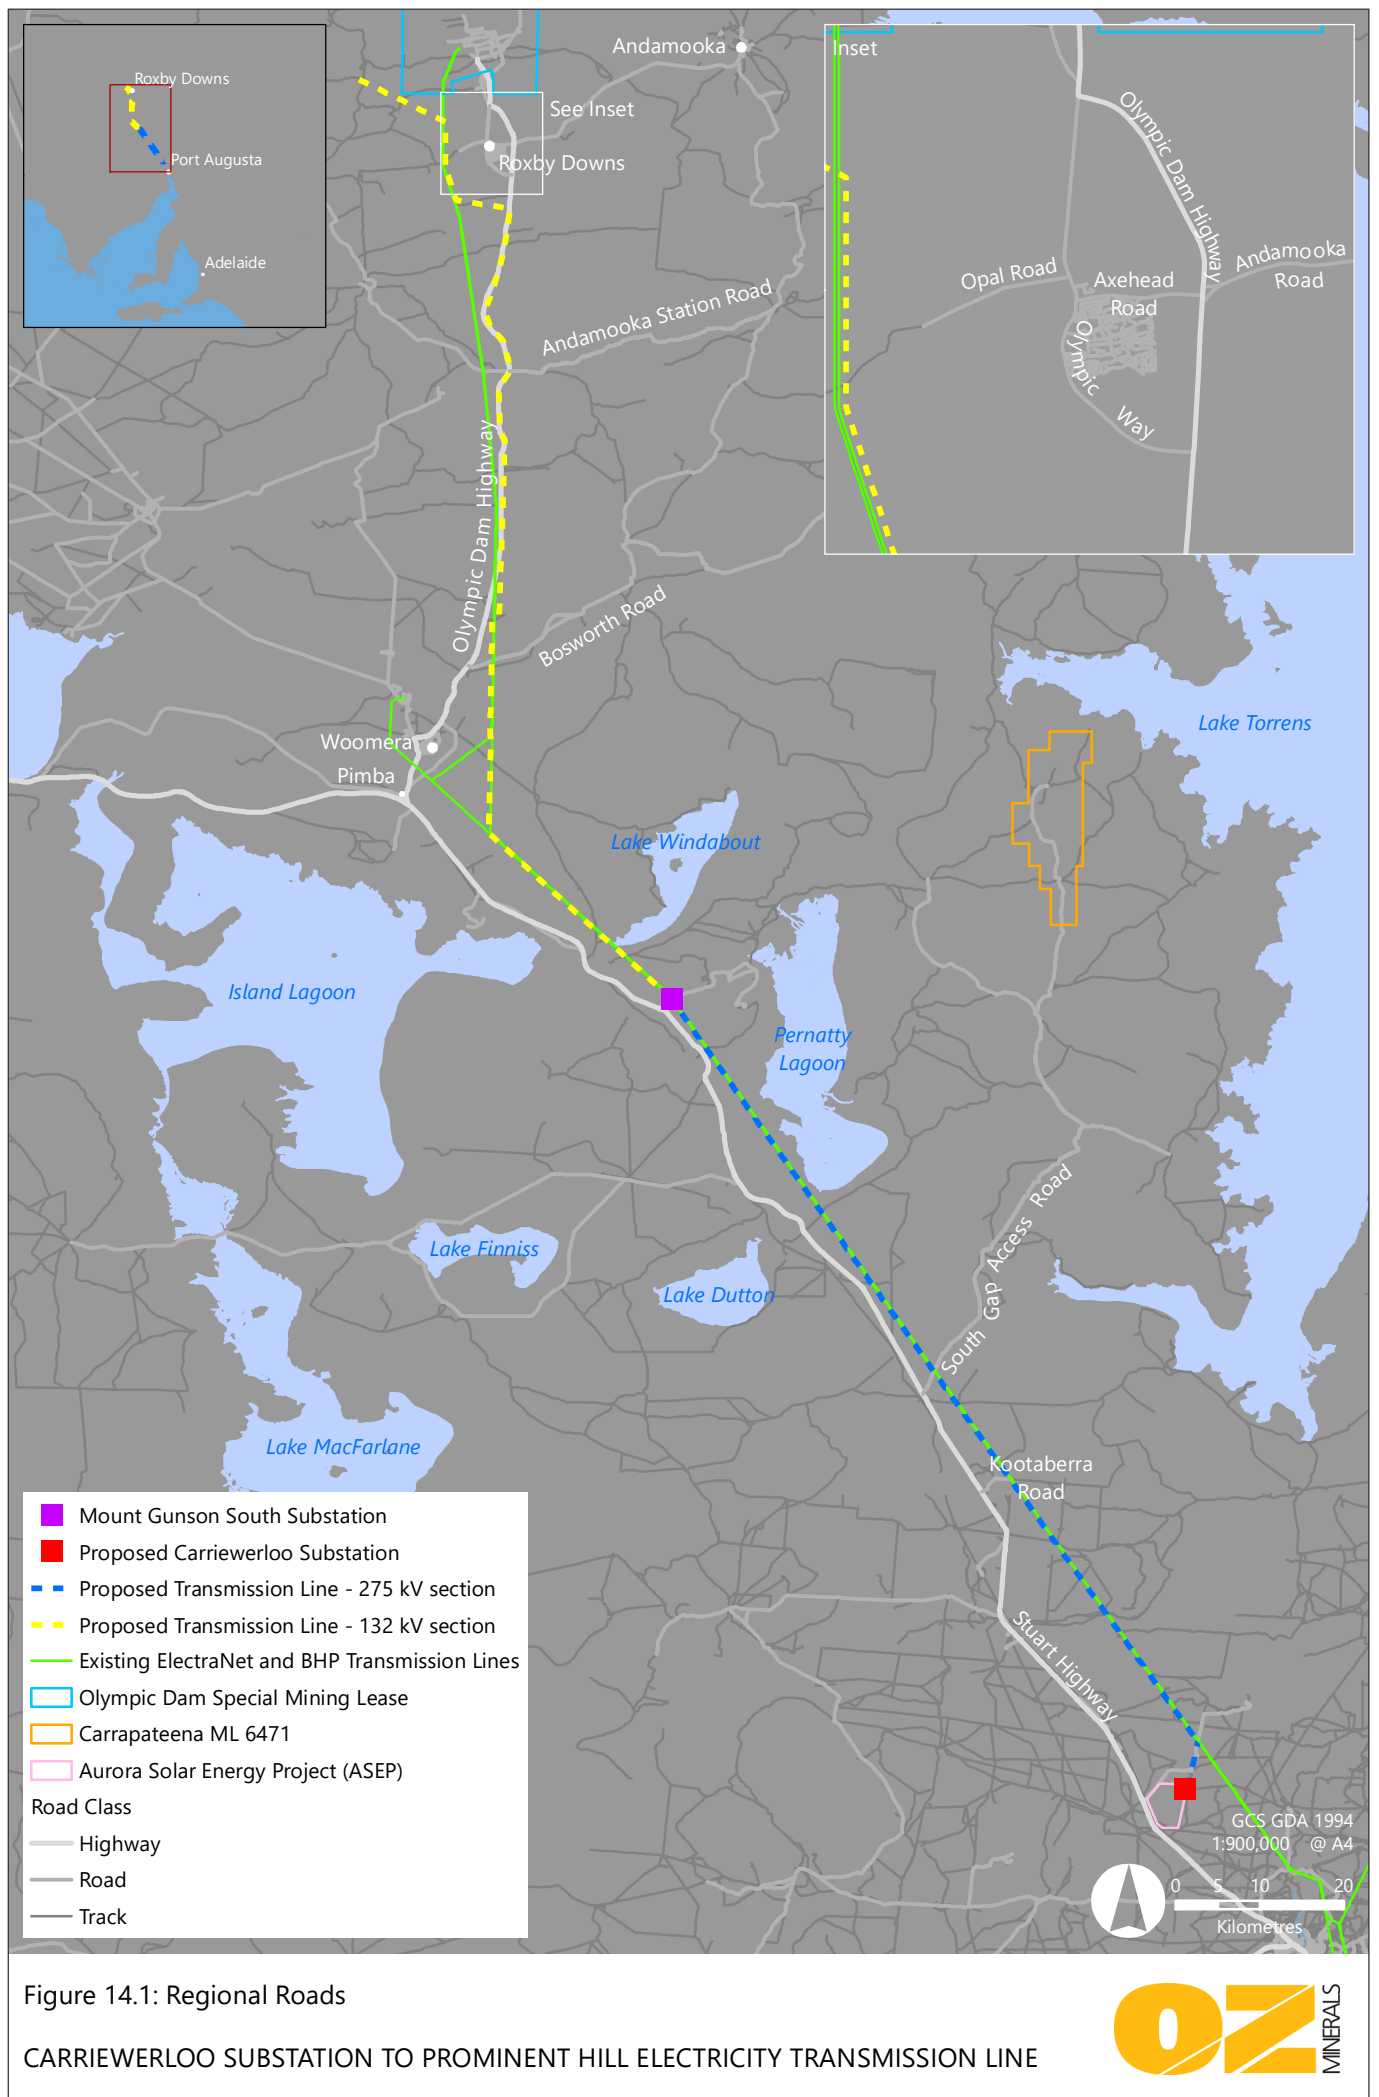 Roxby Downs
Port Augusta
Adelaide
Andamooka
See Inset
Roxby Downs
Inset
Olympic Dam Highway
Opal Road
Axehead
Road
Andamooka
Road
Olympic
Way
Andamooka Station Road
Olympic Dam Highway
Bosworth Road
Woomera
Pimba
Lake Torrens
Lake Windabout
Island Lagoon
Pernatty
Lagoon
South Gap Access Road
Lake Finniss
Lake Dutton
Lake MacFarlane
Kootaberra
Road
Stuart Highway
Mount Gunson South Substation
Proposed Carriewerloo Substation
Proposed Transmission Line - 275 kV section
Proposed Transmission Line - 132 kV section
Existing ElectraNet and BHP Transmission Lines
Olympic Dam Special Mining Lease
Carrapateena ML 6471
Aurora Solar Energy Project (ASEP)
Road Class
Highway
Road
Track
GCS GDA 1994
1:900,000 @ A4
0 5 10 20
Kilometres
Figure 14.1: Regional Roads
CARRIEWERLOO SUBSTATION TO PROMINENT HILL ELECTRICITY TRANSMISSION LINE
OZ
MINERALS